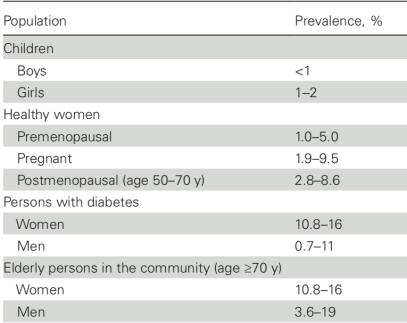 Population Prevalence, %
Children
Boys <1
Girls 1–2
Healthy women
Premenopausal 1.0–5.0
Pregnant 1.9–9.5
Postmenopausal (age 50–70 y) 2.8–8.6
Persons with diabetes
Women 10.8–16
Men 0.7–11
Elderly persons in the community (age ≥70 y)
Women 10.8–16
Men 3.6–19